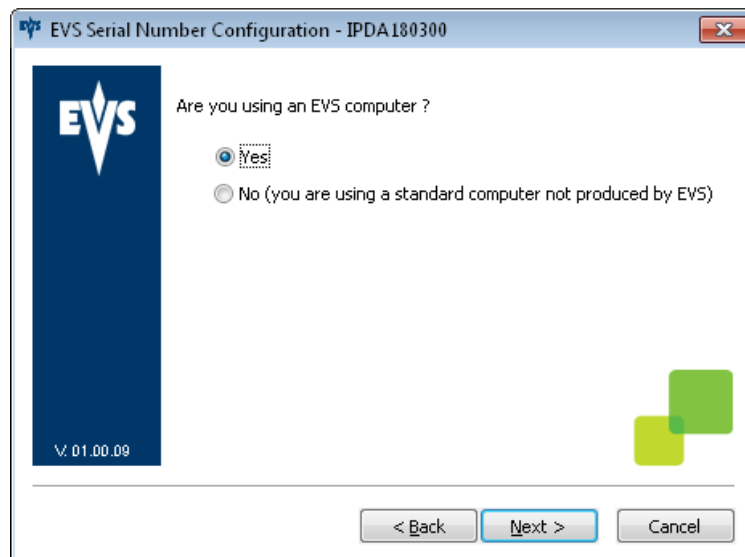 EVS EVS Serial Number Configuration - IPDA180300
EVS
Are you using an EVS computer ?
Yes
No (you are using a standard computer not produced by EVS)
V. 01.00.09
< Back Next > Cancel